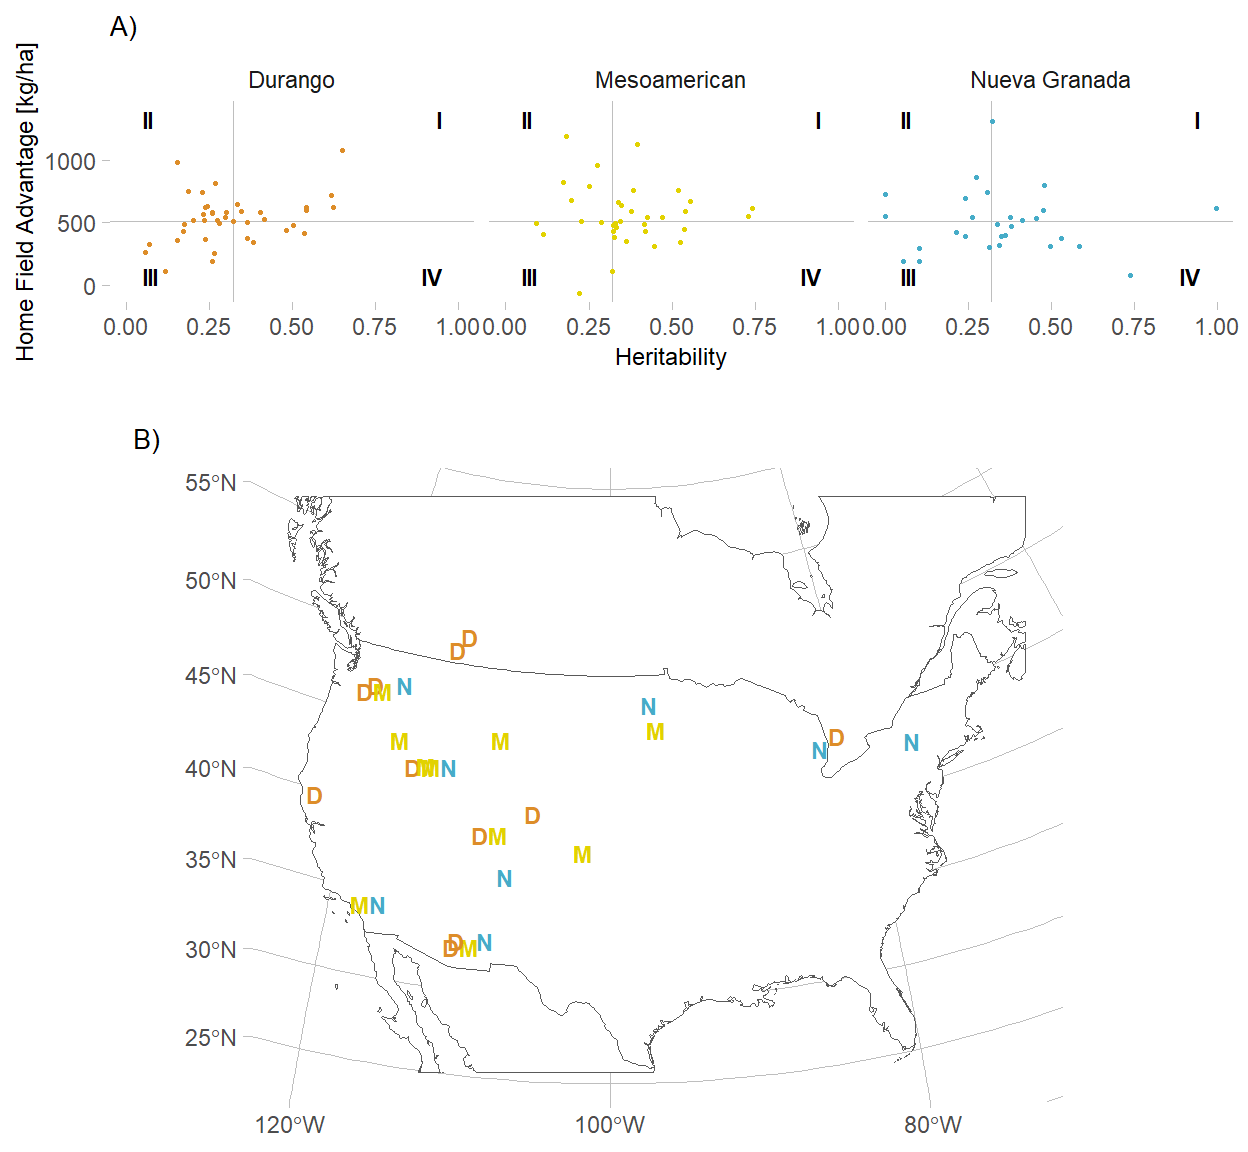 A)
Home Field Advantage [kg/ha]
Durango Mesoamerican Nueva Granada
II I II I II I
1000
500
0
III IV III IV III IV
0.00 0.25 0.50 0.75 1.00 0.00 0.25 0.50 0.75 1.00 0.00 0.25 0.50 0.75 1.00
Heritability
B)
55°N
50°N
D
D
45°N
D D M N
N
M
D
N
N
M M
40°N
D M M N
D
D
D M
M
35°N
N
M N
30°N
D D M N
25°N
120°W 100°W 80°W